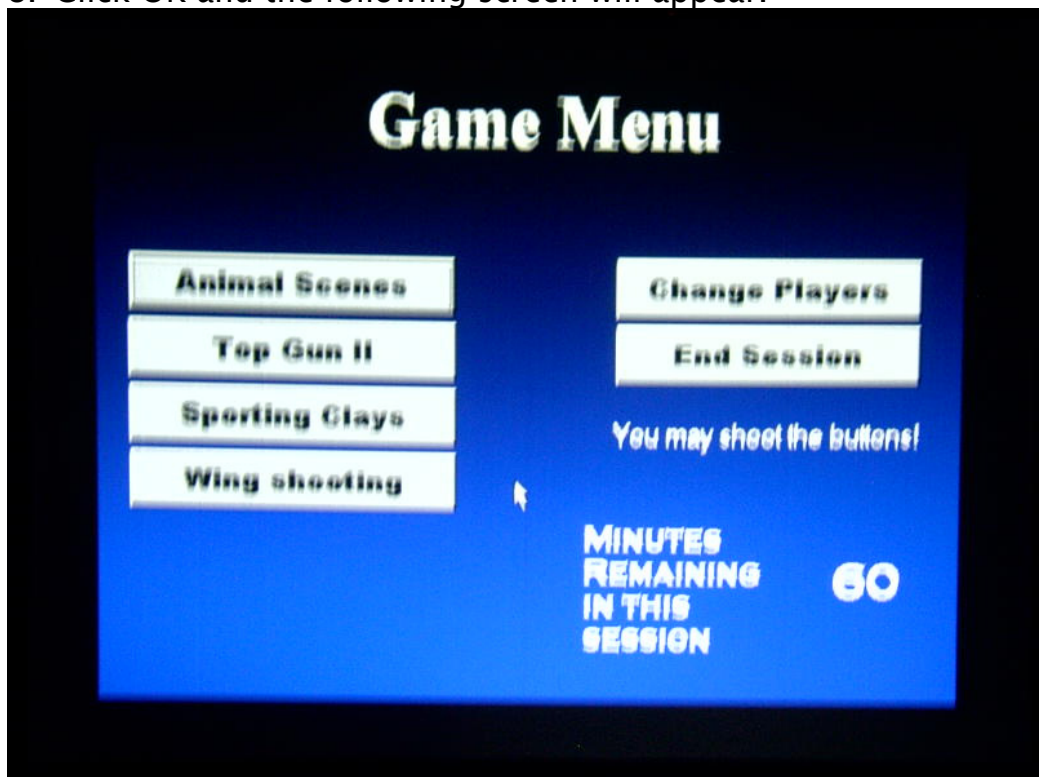 Click OK and the following screen will appear:
Game Menu
Animal Scenes
Top Gun II
Sporting Clays
Wing shooting
Change Players
End Session
You may shoot the buttons!
MINUTES
REMAINING
IN THIS
SESSION
60